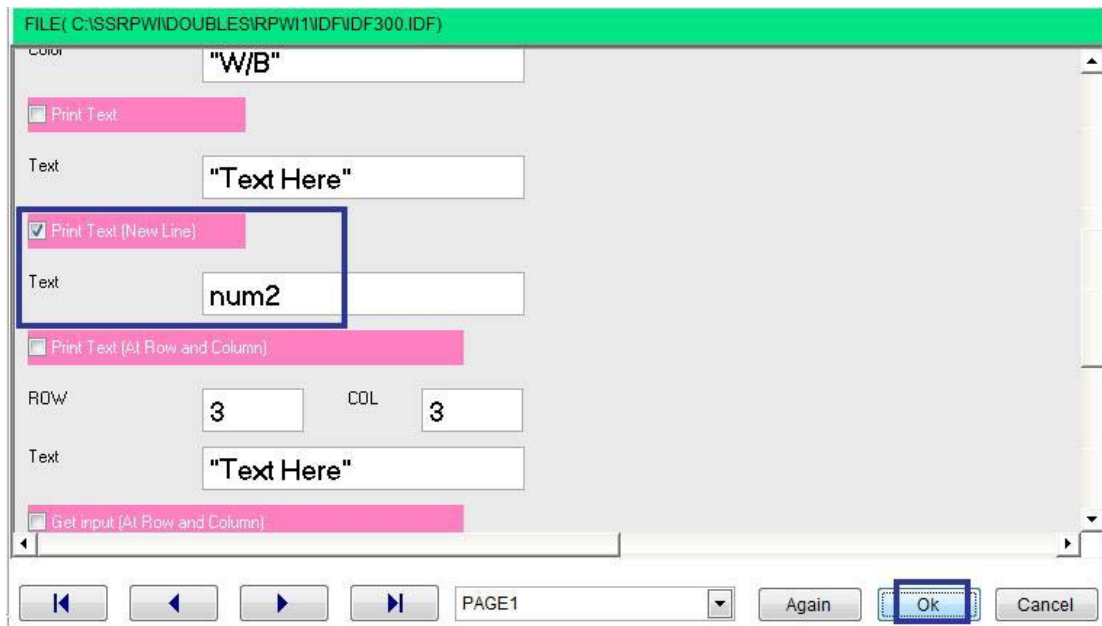 FILE( C:\SSRPWI\DOUBLES\RPWI1\IDF\IDF300.IDF)
Color "W/B"
Print Text
Text "Text Here"
Print Text (New Line)
Text num2
Print Text (At Row and Column)
ROW 3 COL 3
Text "Text Here"
Get input (At Row and Column)
PAGE1 Again Ok Cancel